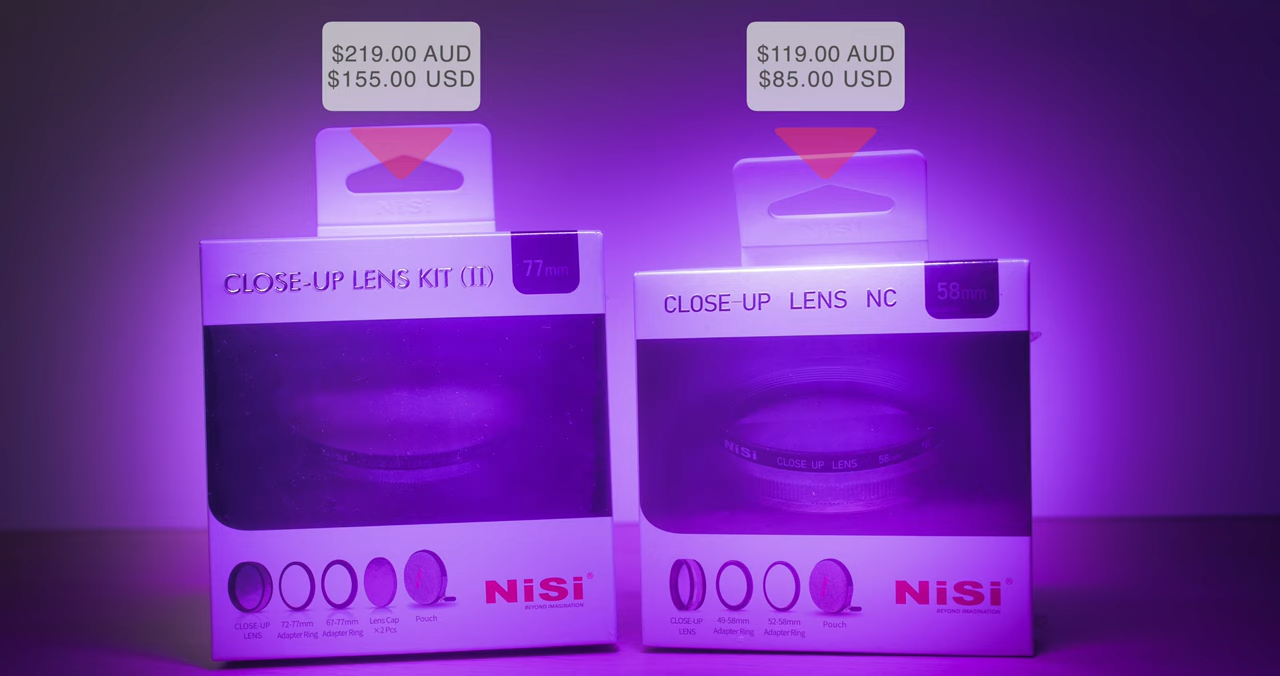 $219.00 AUD
$155.00 USD
$119.00 AUD
$85.00 USD
NiSi
CLOSE-UP LENS KIT (II)
77mm
CLOSE-UP LENS
72-77mm Adapter Ring
67-77mm Adapter Ring
Lens Cap ×2 Pcs
Pouch
NiSi®
BEYOND IMAGINATION
CLOSE-UP LENS NC
58mm
NiSi CLOSE-UP LENS 58mm
CLOSE-UP LENS
49-58mm Adapter Ring
52-58mm Adapter Ring
Pouch
NiSi®
BEYOND IMAGINATION